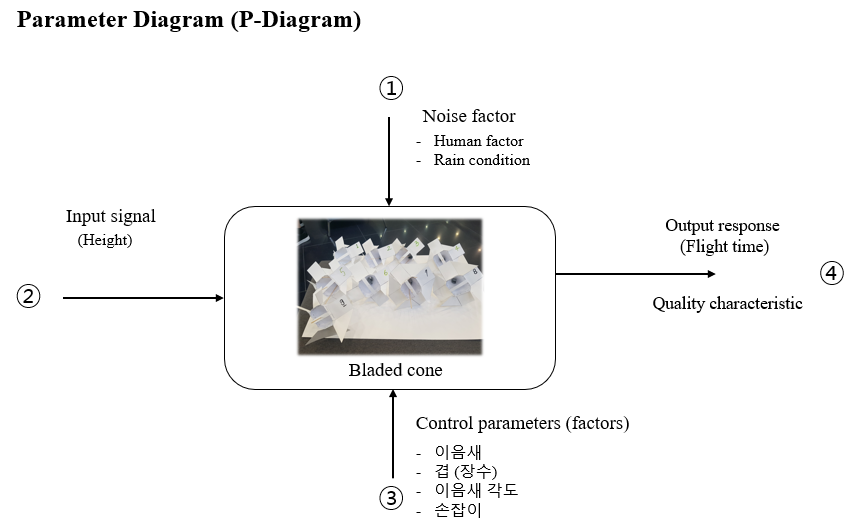 Parameter Diagram (P-Diagram)
①
Noise factor
- Human factor
- Rain condition
Input signal
(Height)
②
Output response
(Flight time)
④
Quality characteristic
Bladed cone
Control parameters (factors)
- 이음새
- 겹 (장수)
- 이음새 각도
- 손잡이
③